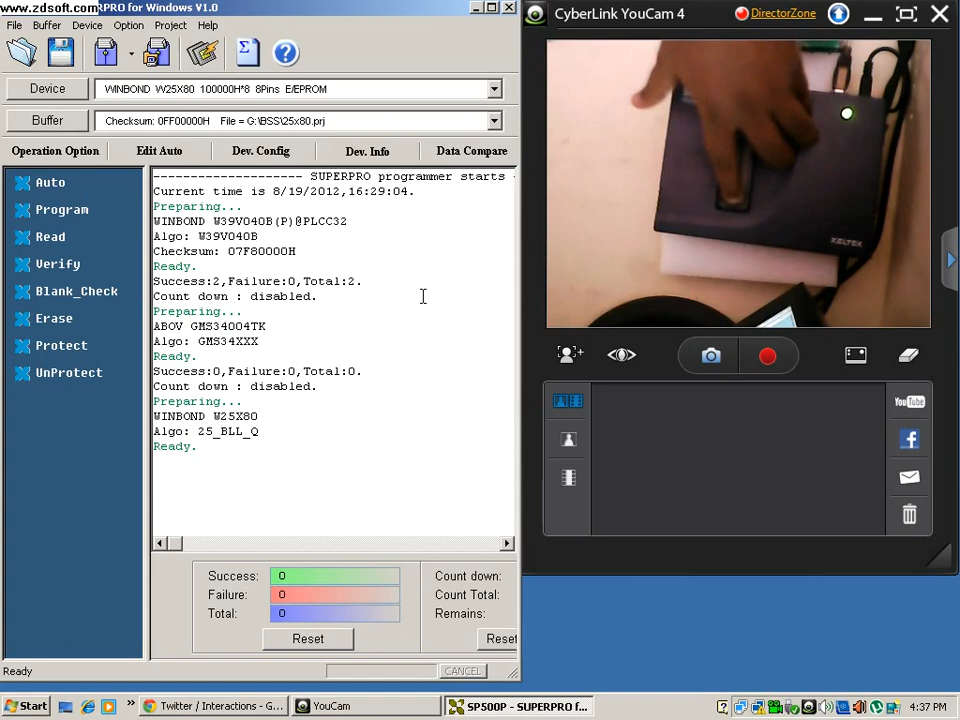 www.zdsoft.com RPRO for Windows V1.0
File Buffer Device Option Project Help
Device WINBOND W25X80 100000H*8 8Pins E/EPROM
Buffer Checksum: 0FF00000H File = G:\BSS\25x80.prj
Operation Option Edit Auto Dev. Config Dev. Info Data Compare
Auto
Program
Read
Verify
Blank_Check
Erase
Protect
UnProtect
------------------- SUPERPRO programmer starts -
Current time is 8/19/2012,16:29:04.
Preparing...
WINBOND W39V040B(P)@PLCC32
Algo: W39V040B
Checksum: 07F80000H
Ready.
Success:2,Failure:0,Total:2.
Count down : disabled.
Preparing...
ABOV GMS34004TK
Algo: GMS34XXX
Ready.
Success:0,Failure:0,Total:0.
Count down : disabled.
Preparing...
WINBOND W25X80
Algo: 25_BLL_Q
Ready.
Success: 0 Count down:
Failure: 0 Count Total:
Total: 0 Remains:
Reset Reset
Ready CANCEL
CyberLink YouCam 4 DirectorZone
XELTEK
YouTube
Start Twitter / Interactions - G... YouCam SP500P - SUPERPRO f... 4:37 PM